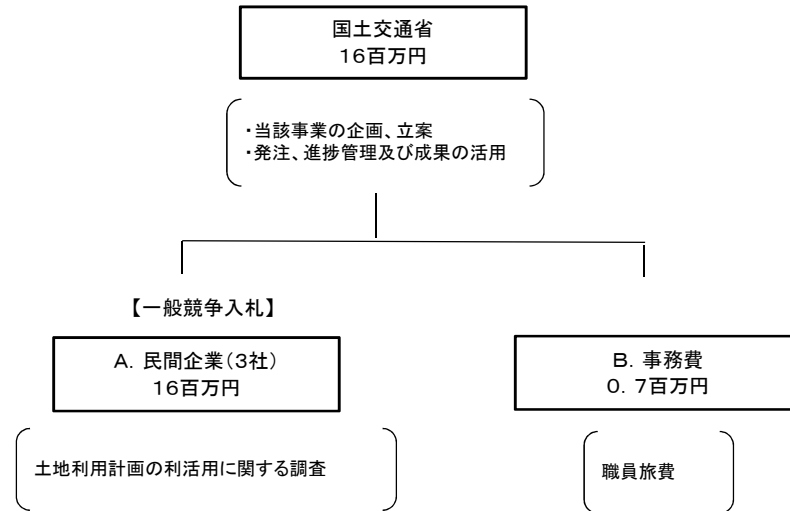 国土交通省
16百万円
・当該事業の企画、立案
・発注、進捗管理及び成果の活用
【一般競争入札】
A. 民間企業(3社)
16百万円
B. 事務費
0. 7百万円
土地利用計画の利活用に関する調査
職員旅費